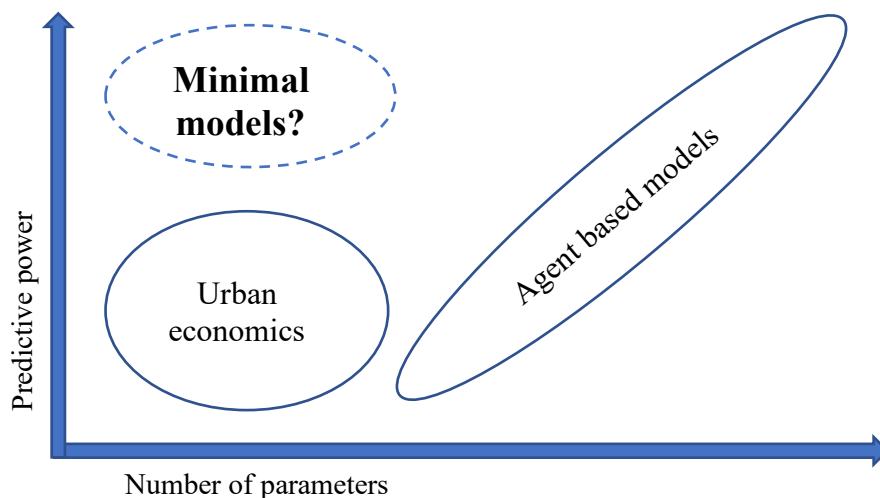 Minimal
models?
Urban
economics
Agent based models
Predictive power
Number of parameters